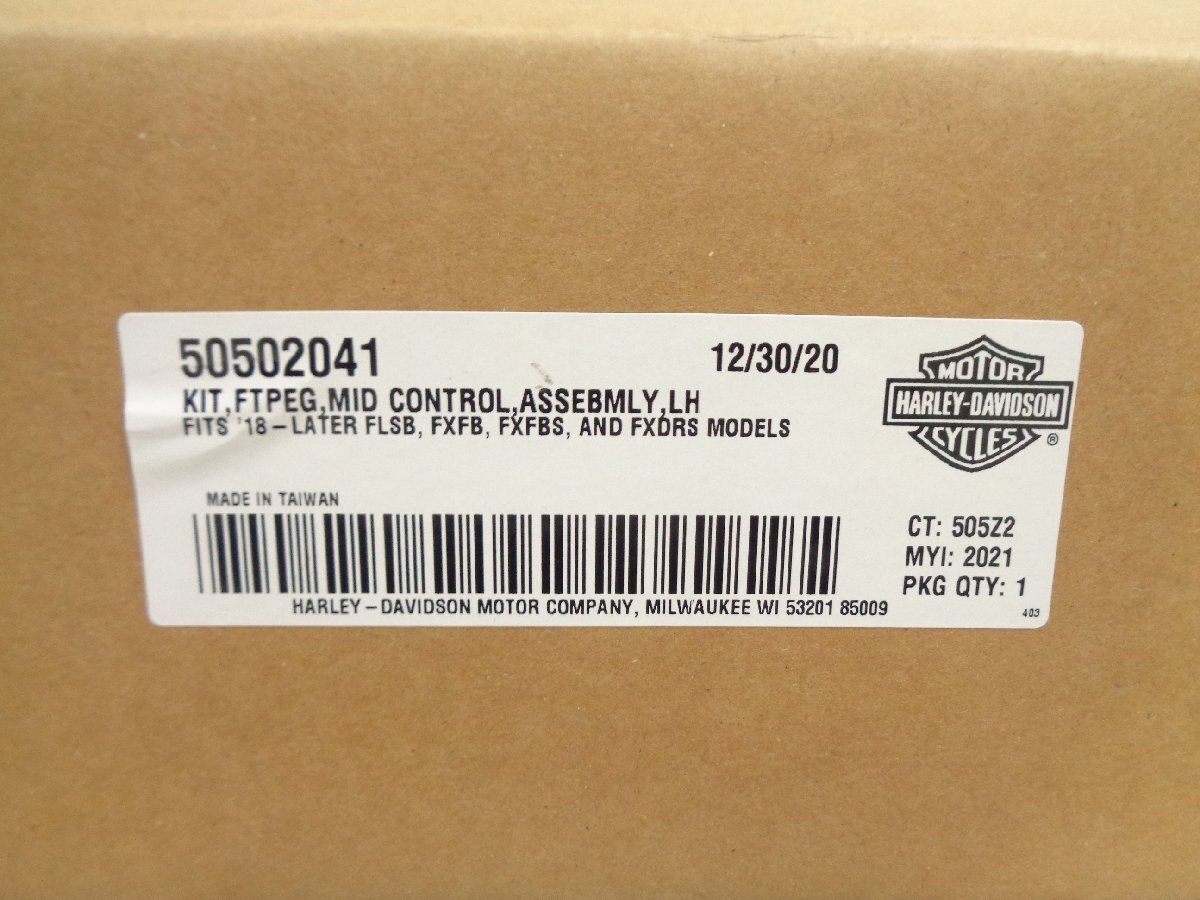 50502041 12/30/20
KIT,FTPEG,MID CONTROL,ASSEBMLY,LH
FITS '18-LATER FLSB, FXFB, FXFBS, AND FXDRS MODELS
MOTOR
HARLEY-DAVIDSON
CYCLES
®
MADE IN TAIWAN
CT: 505Z2
MYI: 2021
PKG QTY: 1
HARLEY-DAVIDSON MOTOR COMPANY, MILWAUKEE WI 53201 85009
403